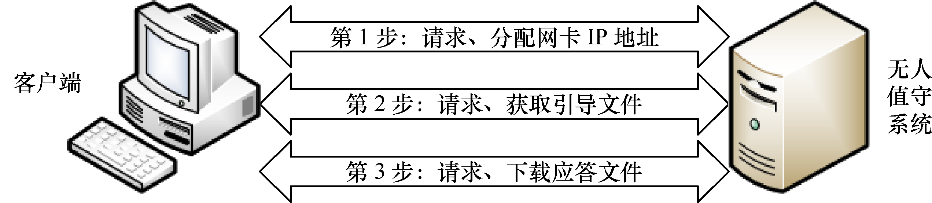 第1步：请求、分配网卡IP地址
客户端
第2步：请求、获取引导文件
无人
值守
系统
第3步：请求、下载应答文件